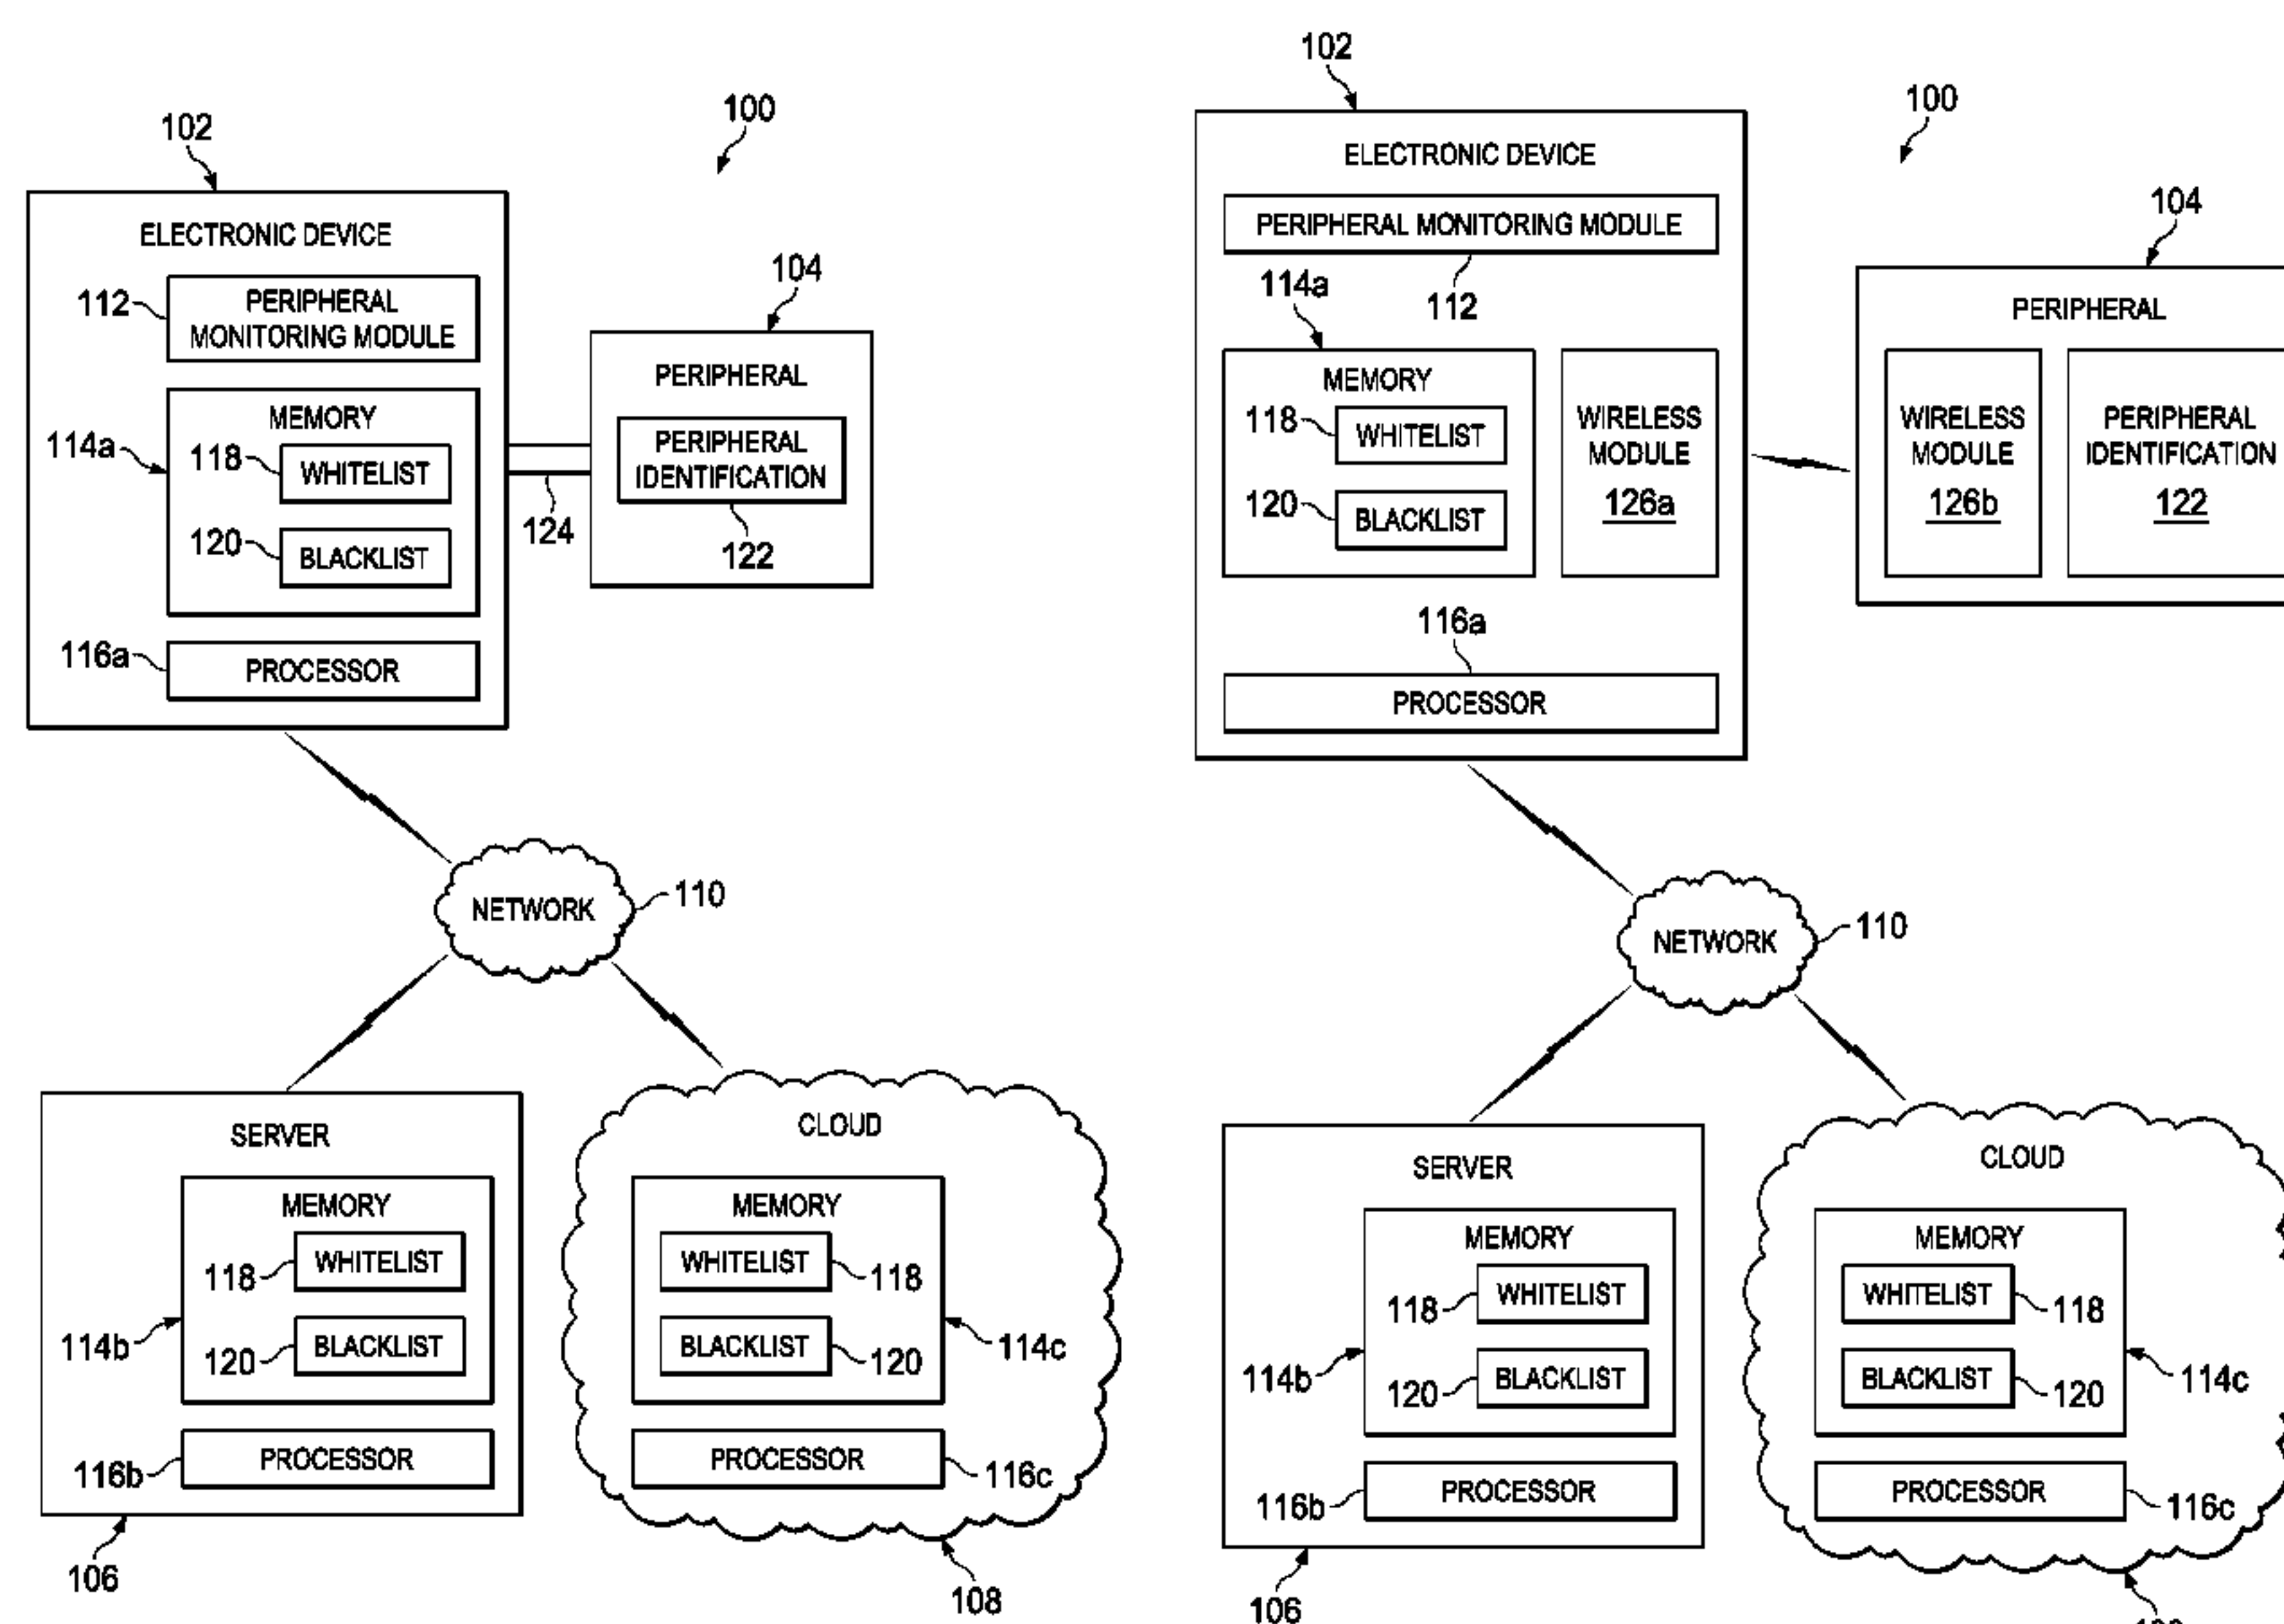 102
100
ELECTRONIC DEVICE
112
PERIPHERAL
MONITORING MODULE
104
PERIPHERAL
MEMORY
114a
118
WHITELIST
120
BLACKLIST
PERIPHERAL
IDENTIFICATION
124
122
116a
PROCESSOR
NETWORK
110
SERVER
MEMORY
118
WHITELIST
114b
120
BLACKLIST
116b
PROCESSOR
106
CLOUD
MEMORY
WHITELIST
118
BLACKLIST
120
114c
PROCESSOR
116c
108
102
100
ELECTRONIC DEVICE
PERIPHERAL MONITORING MODULE
112
114a
MEMORY
118
WHITELIST
120
BLACKLIST
WIRELESS
MODULE
126a
116a
PROCESSOR
104
PERIPHERAL
WIRELESS
MODULE
126b
PERIPHERAL
IDENTIFICATION
122
NETWORK
110
SERVER
MEMORY
118
WHITELIST
114b
120
BLACKLIST
116b
PROCESSOR
106
CLOUD
MEMORY
WHITELIST
118
BLACKLIST
120
114c
PROCESSOR
116c